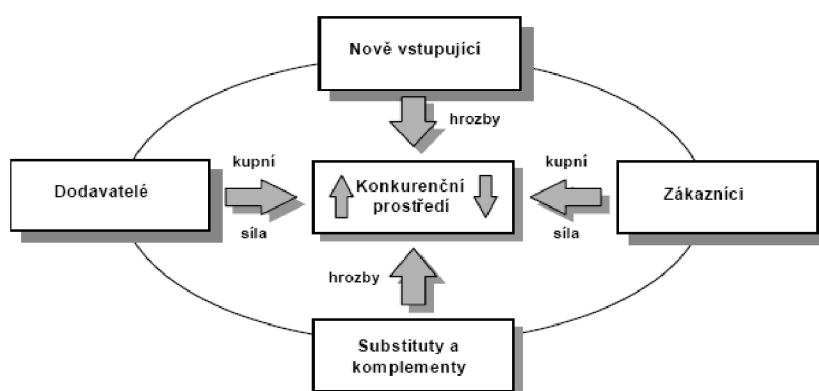 Nově vstupující
hrozby
Dodavatelé
kupní
síla
Konkurenční
prostředí
kupní
síla
Zákazníci
hrozby
Substituty a
komplementy